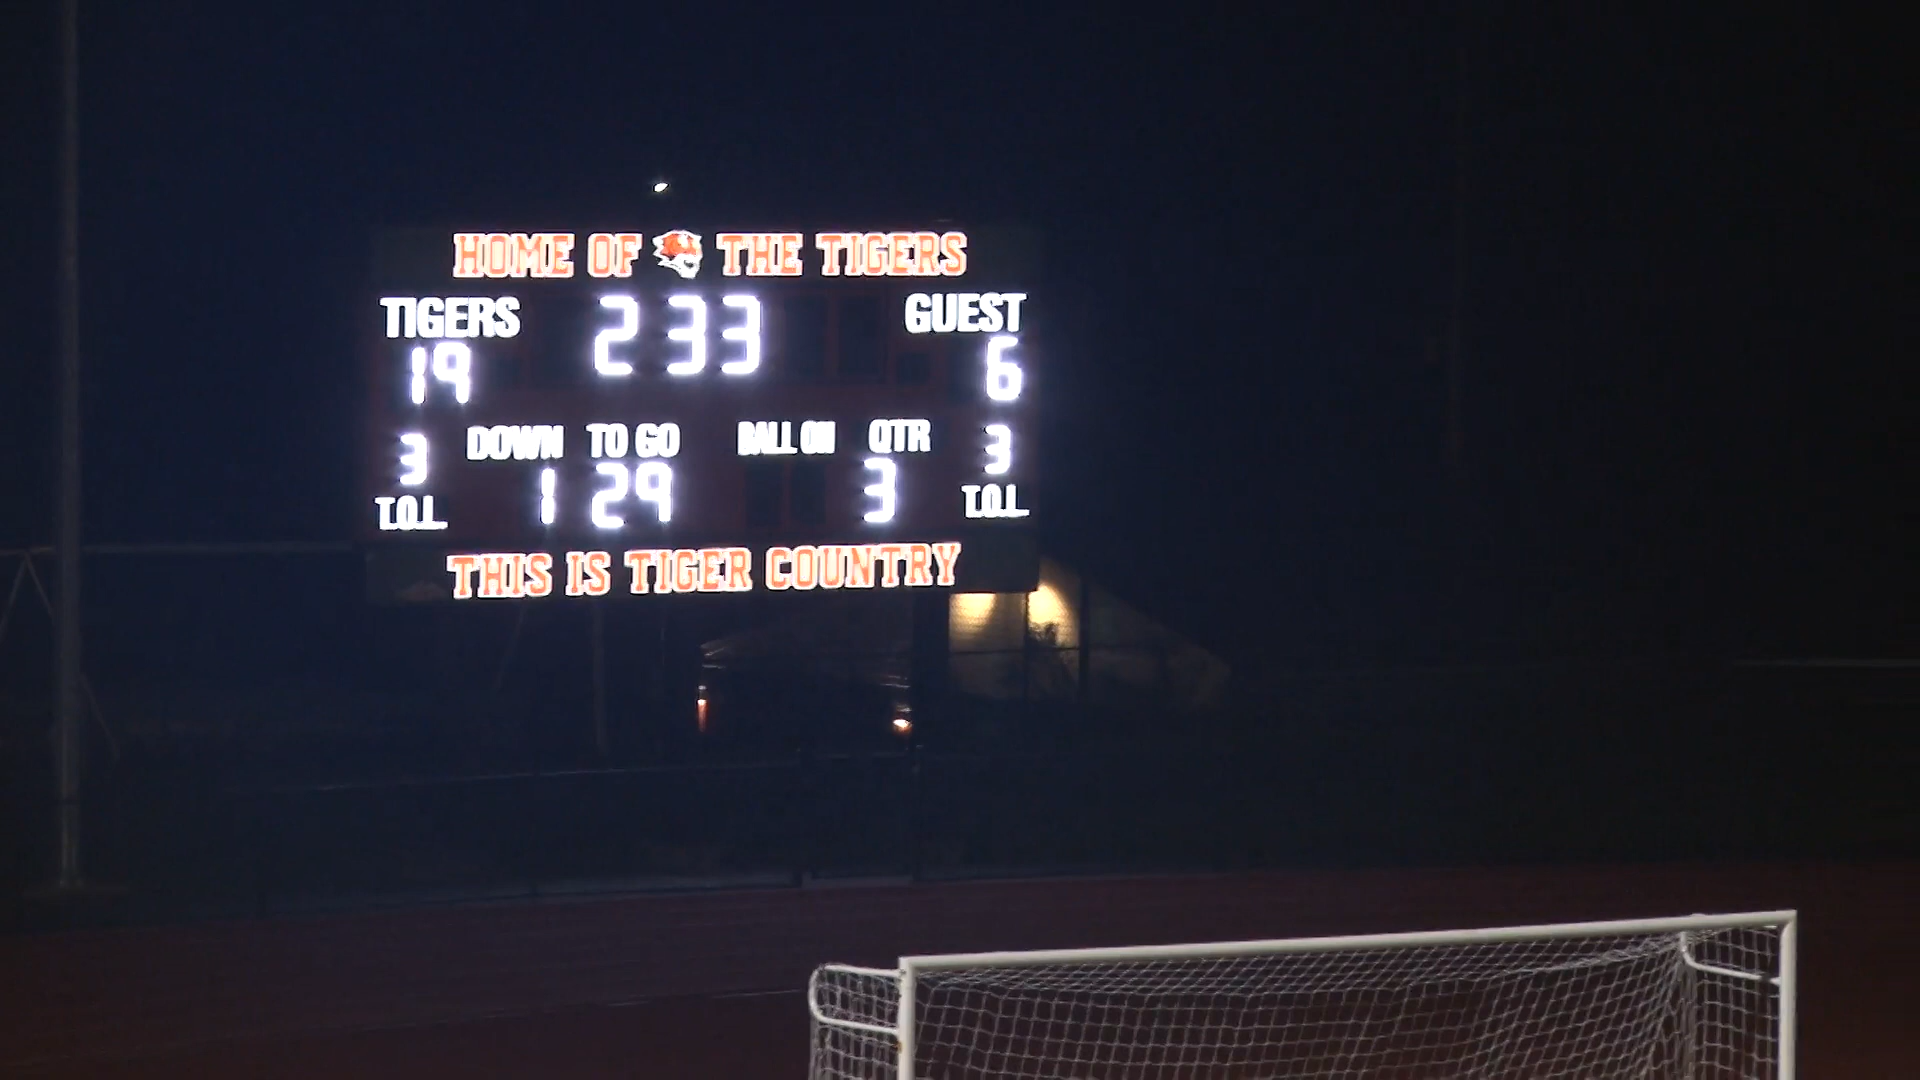 HOME OF THE TIGERS
TIGERS 2 33 GUEST
19 6
DOWN TO GO BALL ON QTR
3 1 29 3 3
T.O.L. T.O.L.
THIS IS TIGER COUNTRY